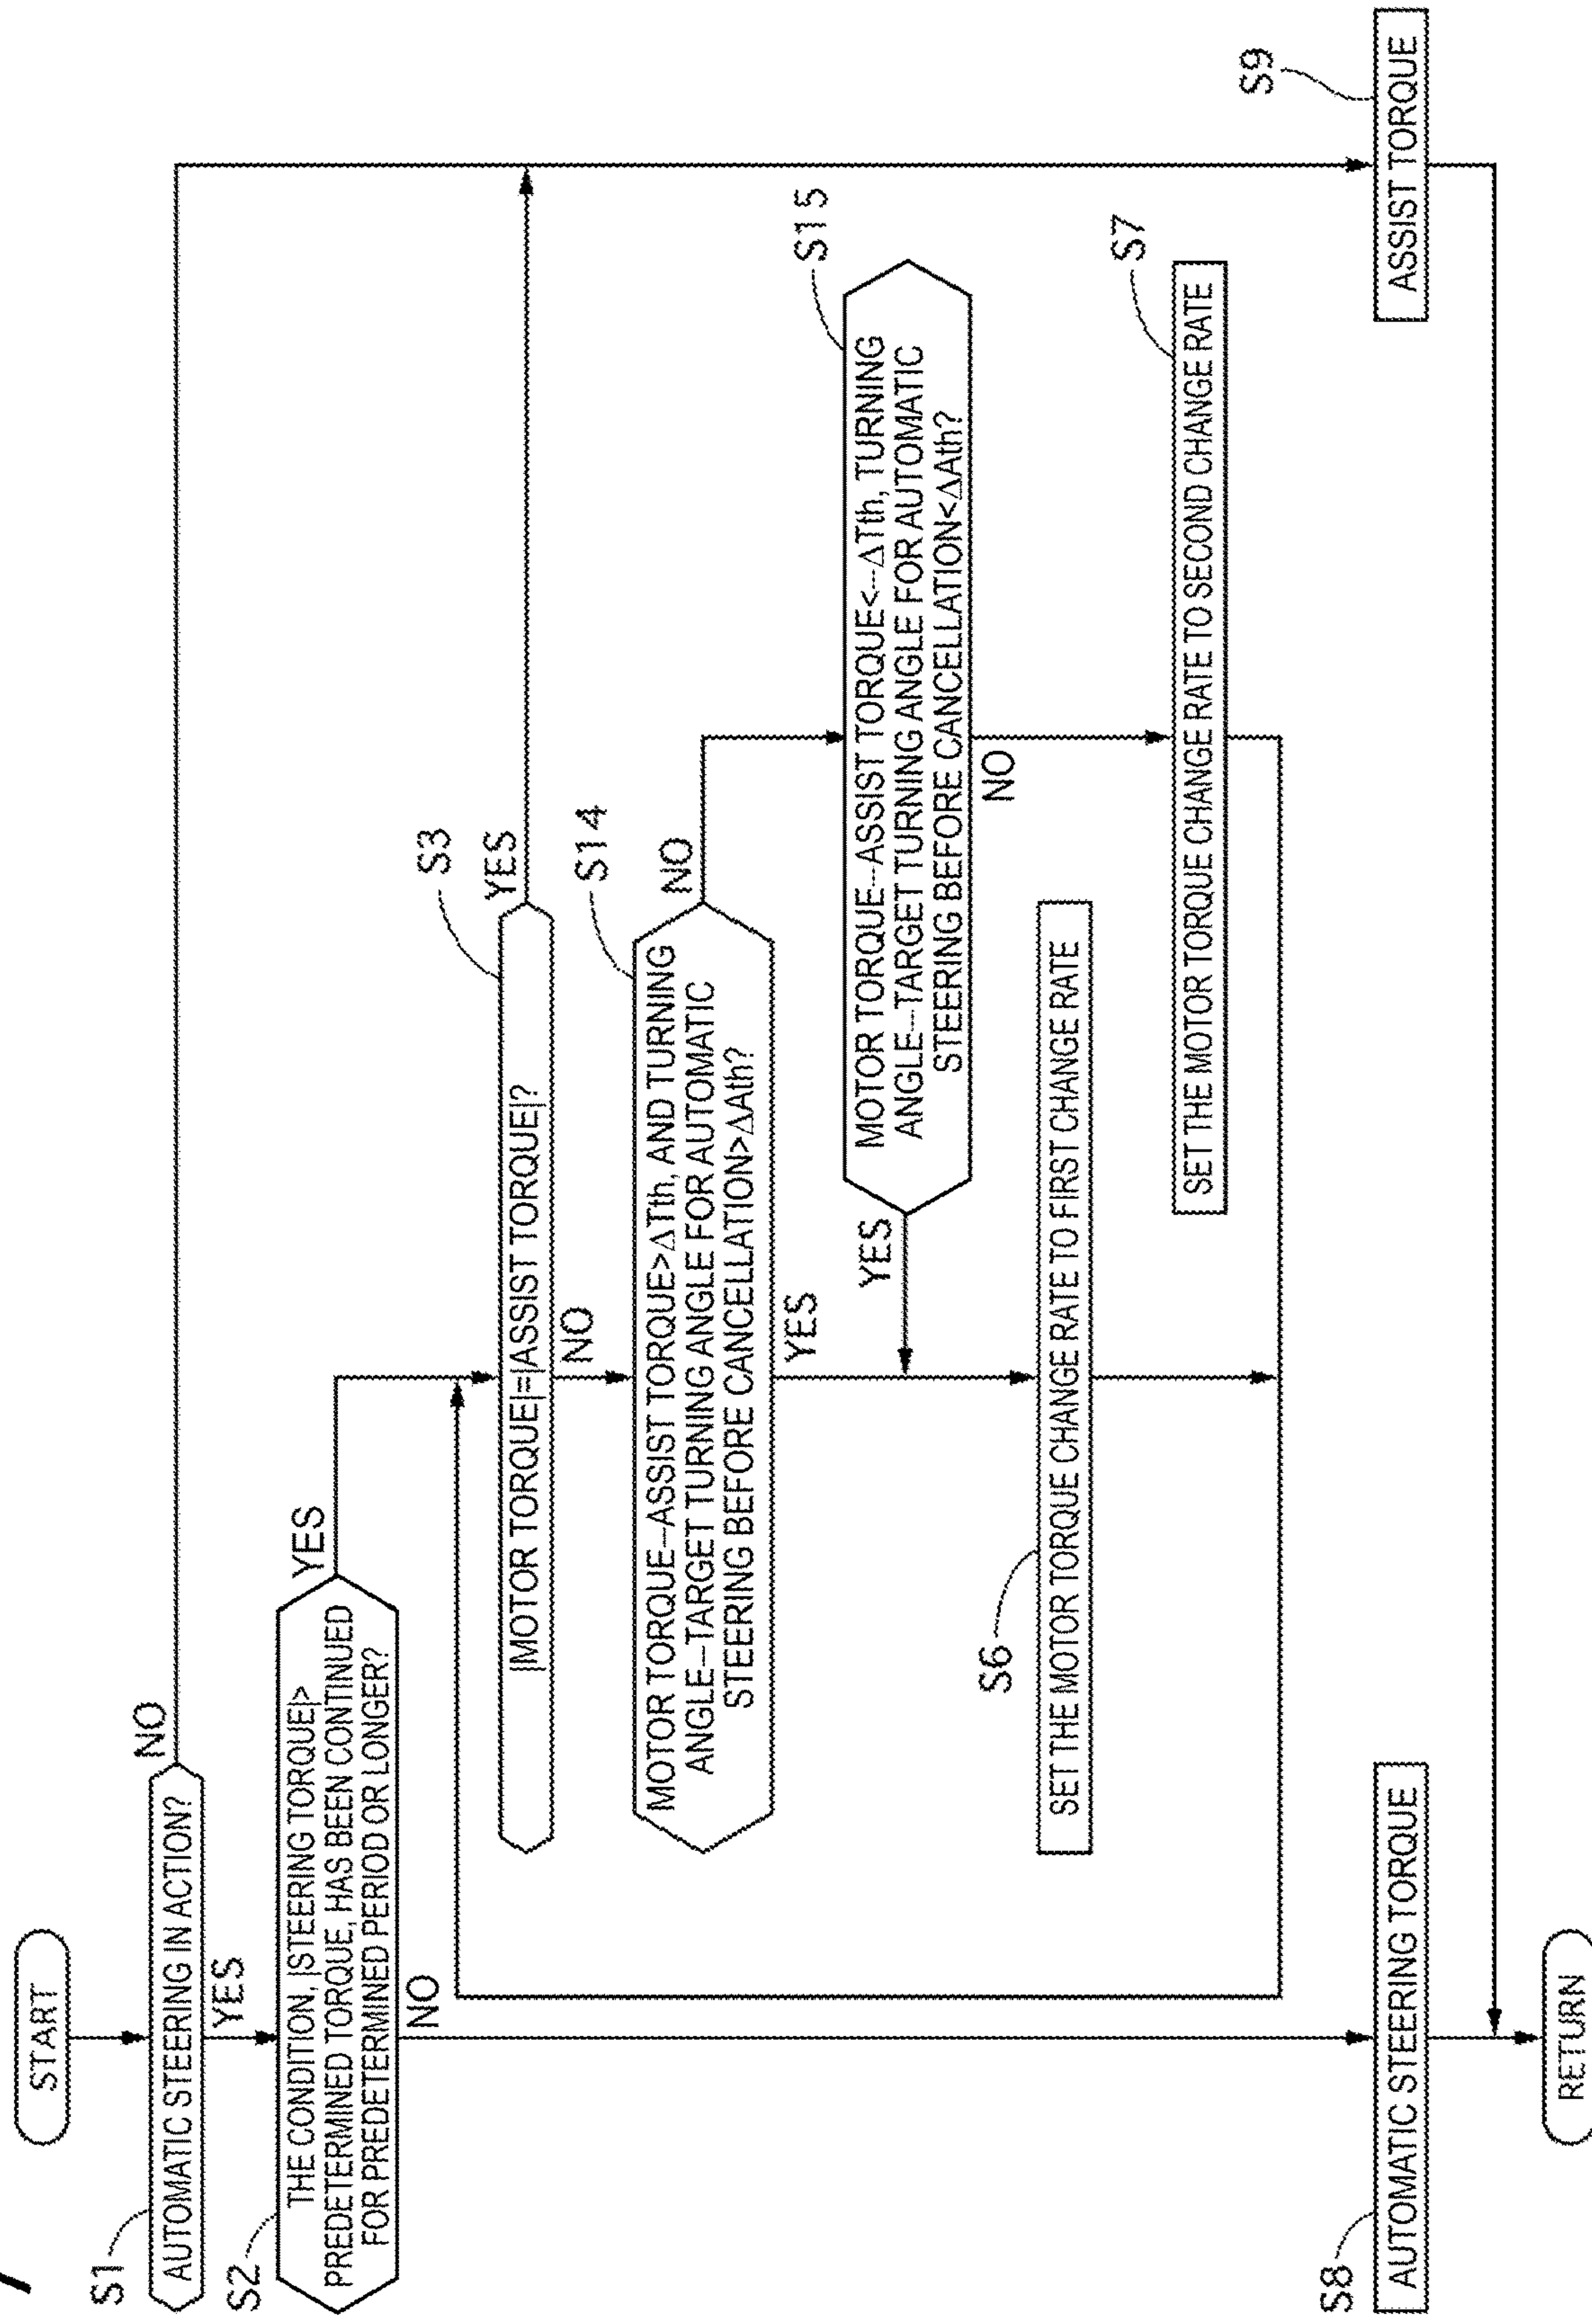 START
S1
AUTOMATIC STEERING IN ACTION?
NO
YES
S2
THE CONDITION, |STEERING TORQUE|>
PREDETERMINED TORQUE, HAS BEEN CONTINUED
FOR PREDETERMINED PERIOD OR LONGER?
YES
NO
S3
|MOTOR TORQUE|=|ASSIST TORQUE|?
YES
NO
S14
MOTOR TORQUE–ASSIST TORQUE>ΔTth, AND TURNING
ANGLE–TARGET TURNING ANGLE FOR AUTOMATIC
STEERING BEFORE CANCELLATION>ΔAth?
NO
YES
S15
MOTOR TORQUE–ASSIST TORQUE<–ΔTth, TURNING
ANGLE–TARGET TURNING ANGLE FOR AUTOMATIC
STEERING BEFORE CANCELLATION<ΔAth?
YES
NO
S6
SET THE MOTOR TORQUE CHANGE RATE TO FIRST CHANGE RATE
S7
SET THE MOTOR TORQUE CHANGE RATE TO SECOND CHANGE RATE
S8
AUTOMATIC STEERING TORQUE
S9
ASSIST TORQUE
RETURN